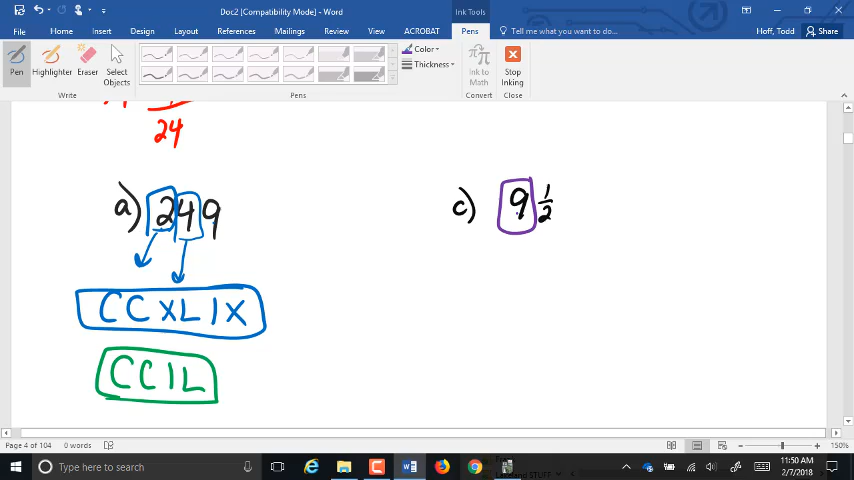 Doc2 [Compatibility Mode] - Word
Ink Tools
Hoff, Todd
File
Home
Insert
Design
Layout
References
Mailings
Review
View
ACROBAT
Pens
Tell me what you want to do...
Share
Pen
Highlighter
Eraser
Select Objects
Color
Thickness
Ink to Math
Stop Inking
Write
Pens
Convert
Close
24
a) 249
c) 9 1/2
CCXLIX
CCIL
Page 4 of 104
0 words
150%
Type here to search
11:50 AM
2/7/2018